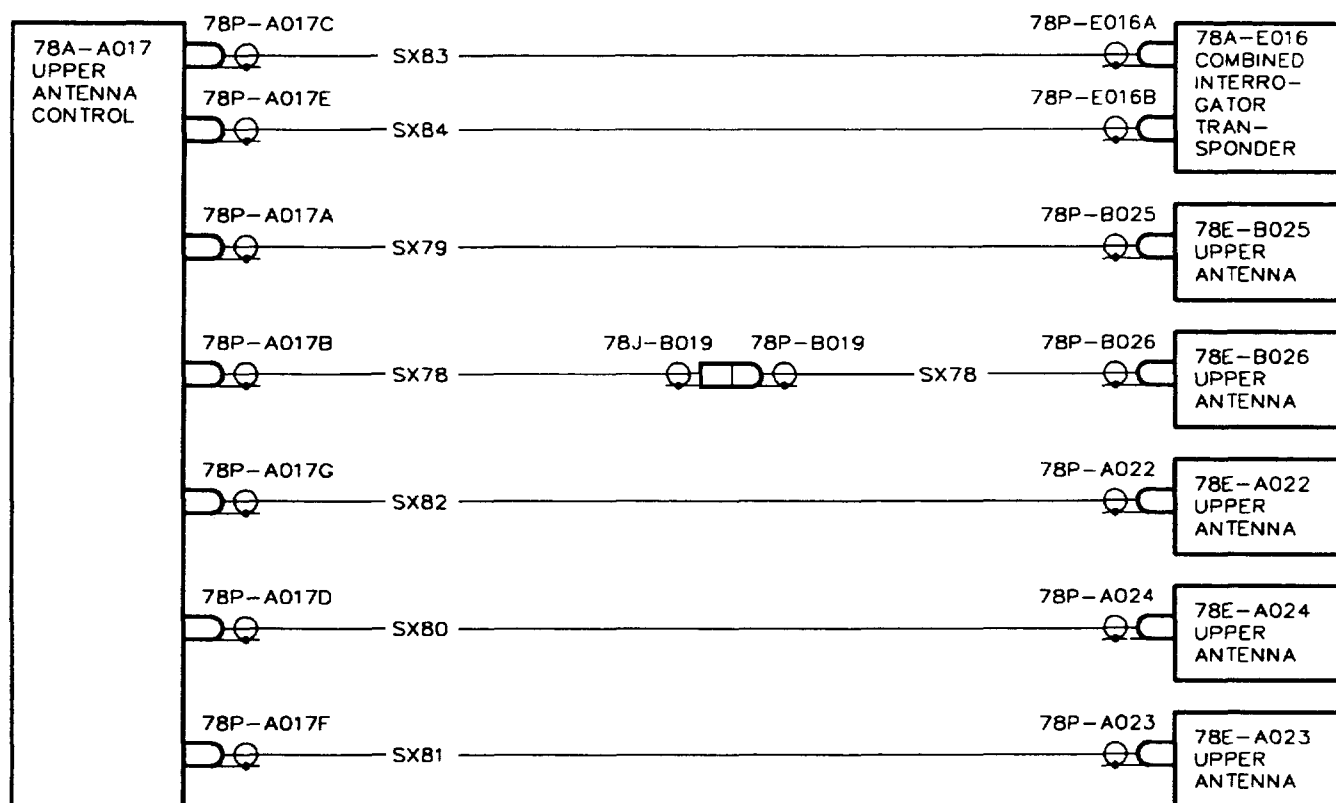 78A-A017
UPPER
ANTENNA
CONTROL
78P-A017C
SX83
78P-E016A
78P-A017E
SX84
78P-E016B
78A-E016
COMBINED
INTERRO-
GATOR
TRAN-
SPONDER
78P-A017A
SX79
78P-B025
78E-B025
UPPER
ANTENNA
78P-A017B
SX78
78J-B019
78P-B019
SX78
78P-B026
78E-B026
UPPER
ANTENNA
78P-A017G
SX82
78P-A022
78E-A022
UPPER
ANTENNA
78P-A017D
SX80
78P-A024
78E-A024
UPPER
ANTENNA
78P-A017F
SX81
78P-A023
78E-A023
UPPER
ANTENNA